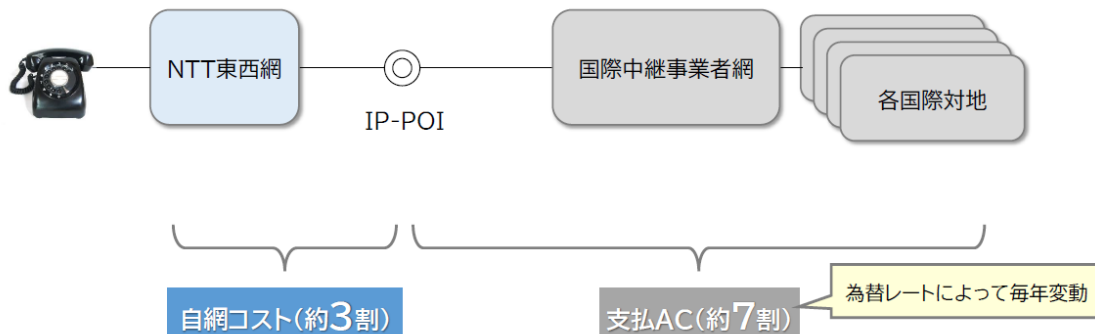 NTT東西網
国際中継事業者網
各国際対地
IP-POI
自網コスト(約3割)
支払AC(約7割)
為替レートによって毎年変動